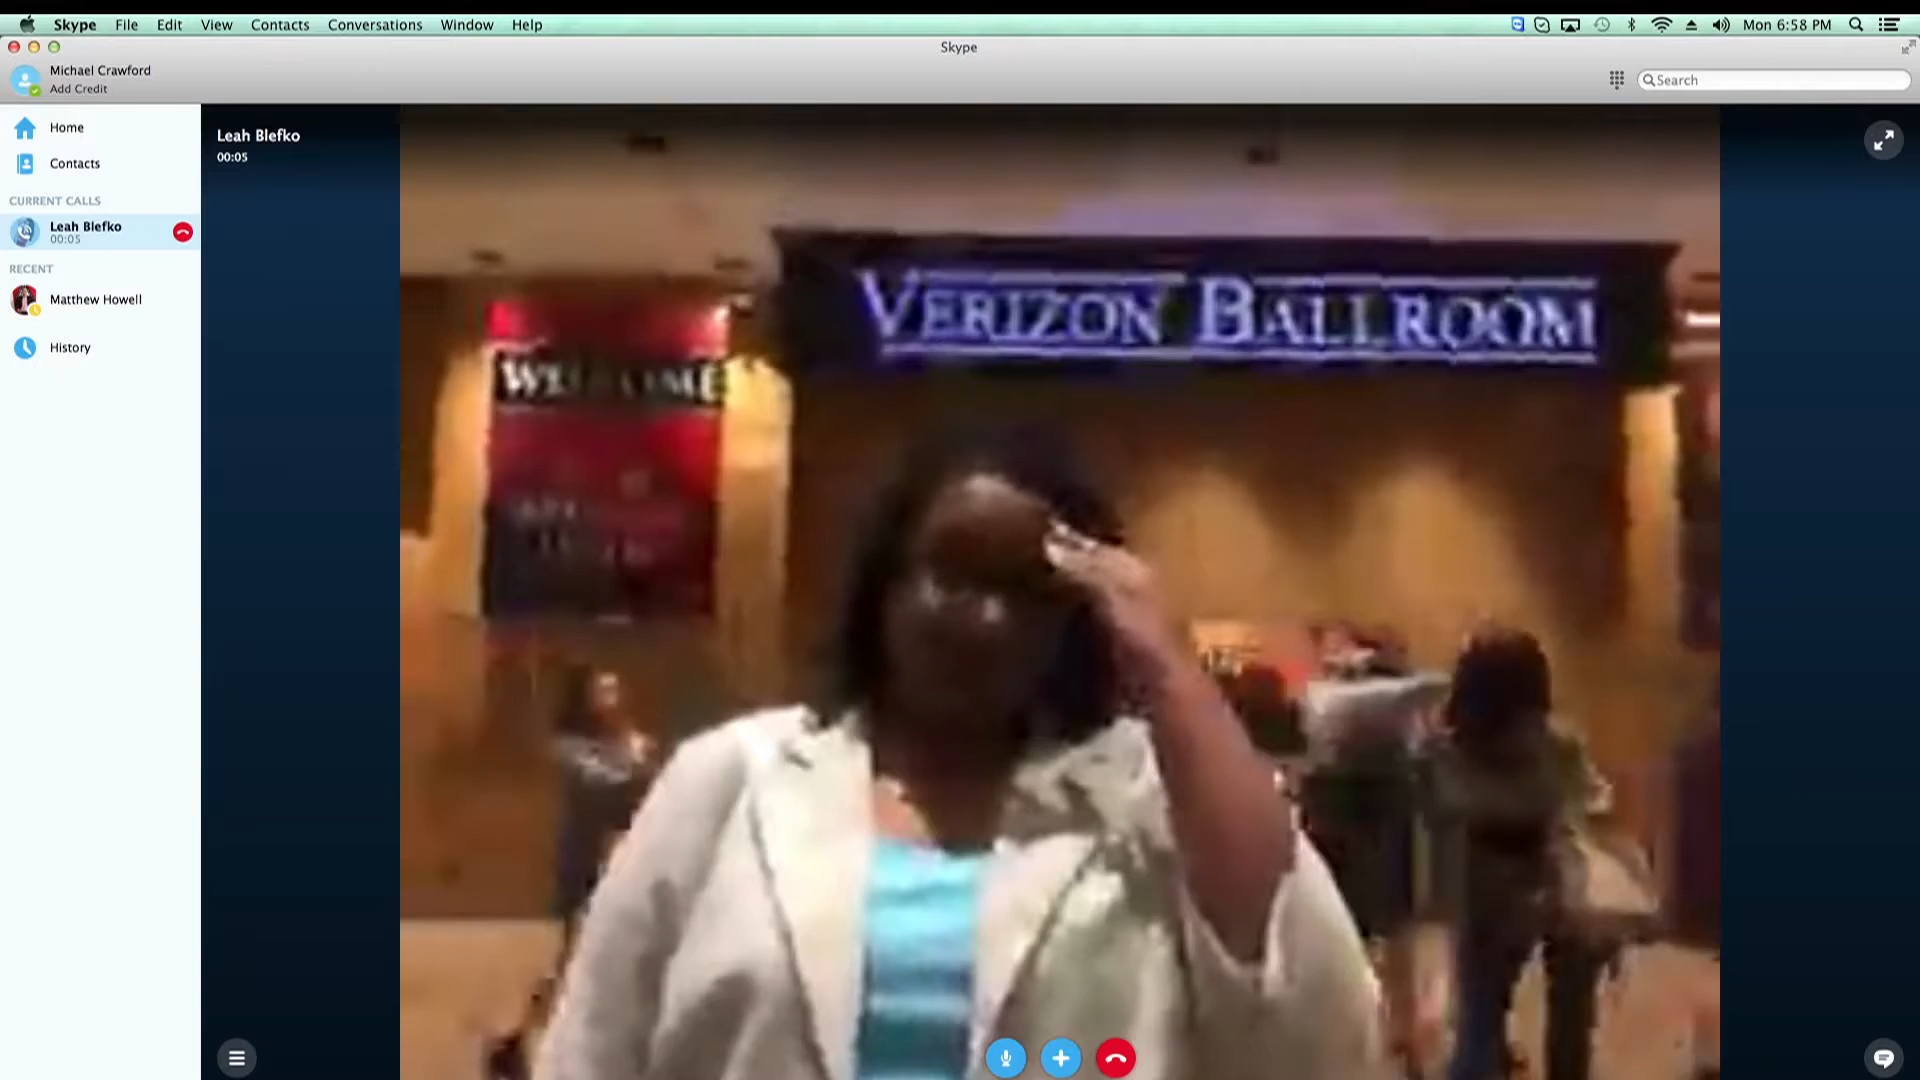 Skype File Edit View Contacts Conversations Window Help Mon 6:58 PM
Skype
Michael Crawford
Add Credit
Search
Home
Contacts
CURRENT CALLS
Leah Blefko
00:05
RECENT
Matthew Howell
History
Leah Blefko
00:05
VERIZON BALLROOM
WELCOME